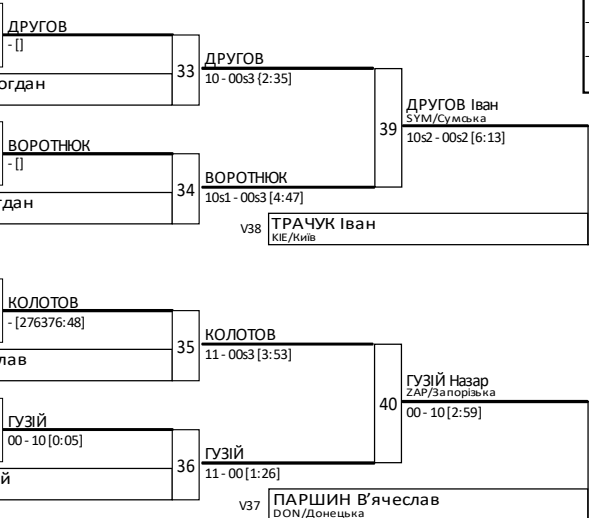 ДРУГОВ
- []
огдан
33
ДРУГОВ
10 - 00s3 {2:35]
39
ДРУГОВ Іван
SYM/Сумська
10s2 - 00s2 [6:13]
ВОРОТНЮК
- []
гдан
34
ВОРОТНЮК
10s1 - 00s3 [4:47]
V38
ТРАЧУК Іван
KIE/Київ
КОЛОТОВ
- [276376:48]
лав
35
КОЛОТОВ
11 - 00s3 [3:53]
40
ГУЗІЙ Назар
ZAP/Запорізька
00 - 10 [2:59]
ГУЗІЙ
00 - 10 [0:05]
й
36
ГУЗІЙ
11 - 00 [1:26]
V37
ПАРШИН В'ячеслав
DON/Донецька